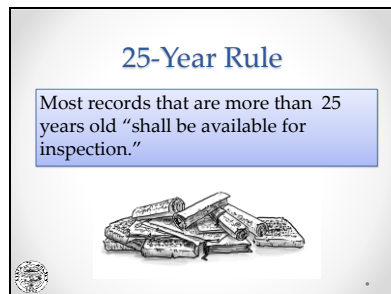 25-Year Rule
Most records that are more than  25
years old “shall be available for
inspection.”